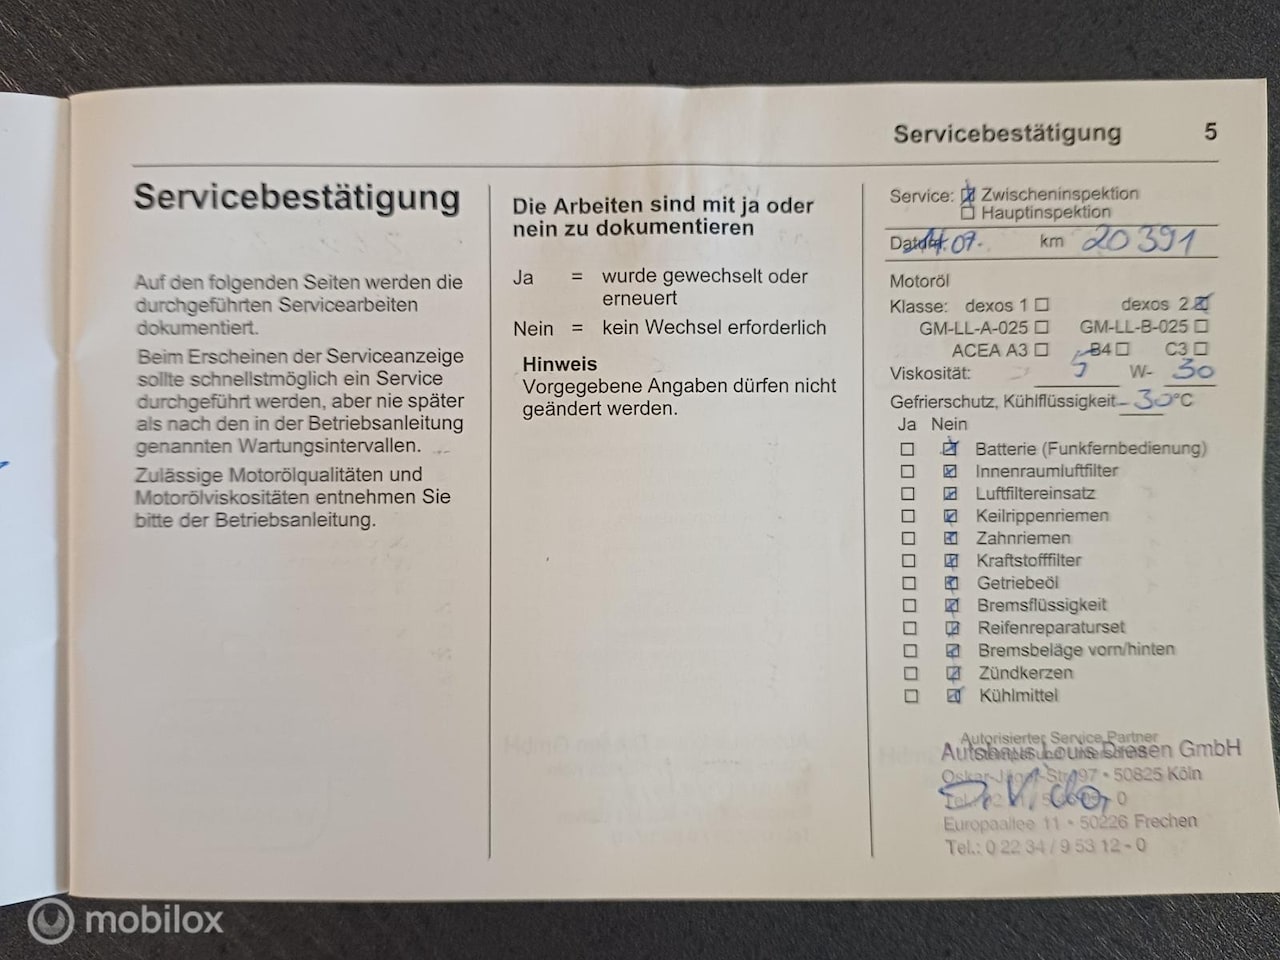 Servicebestätigung 5
Servicebestätigung
Auf den folgenden Seiten werden die
durchgeführten Servicearbeiten
dokumentiert.
Beim Erscheinen der Serviceanzeige
sollte schnellstmöglich ein Service
durchgeführt werden, aber nie später
als nach den in der Betriebsanleitung
genannten Wartungsintervallen.
Zulässige Motorölqualitäten und
Motorölviskositäten entnehmen Sie
bitte der Betriebsanleitung.
Die Arbeiten sind mit ja oder
nein zu dokumentieren
Ja = wurde gewechselt oder
erneuert
Nein = kein Wechsel erforderlich
Hinweis
Vorgegebene Angaben dürfen nicht
geändert werden.
Service: ☒ Zwischeninspektion
☐ Hauptinspektion
Datum 07. km 20391
Motoröl
Klasse: dexos 1 ☐ dexos 2 ☒
GM-LL-A-025 ☐ GM-LL-B-025 ☐
ACEA A3 ☐ B4 ☐ C3 ☐
Viskosität: 5 W- 30
Gefrierschutz, Kühlflüssigkeit -30°C
Ja Nein
☐ ☒ Batterie (Funkfernbedienung)
☐ ☒ Innenraumluftfilter
☐ ☒ Luftfiltereinsatz
☐ ☒ Keilrippenriemen
☐ ☒ Zahnriemen
☐ ☒ Kraftstofffilter
☐ ☒ Getriebeöl
☐ ☒ Bremsflüssigkeit
☐ ☒ Reifenreparaturset
☐ ☒ Bremsbeläge vorn/hinten
☐ ☒ Zündkerzen
☐ ☒ Kühlmittel
Autorisierter Service Partner
Autohaus Louis Dresen GmbH
Oskar-Jäger-Str. 97 • 50825 Köln
Europaallee 11 • 50226 Frechen
Tel.: 0 22 34 / 9 53 12 - 0
mobilox